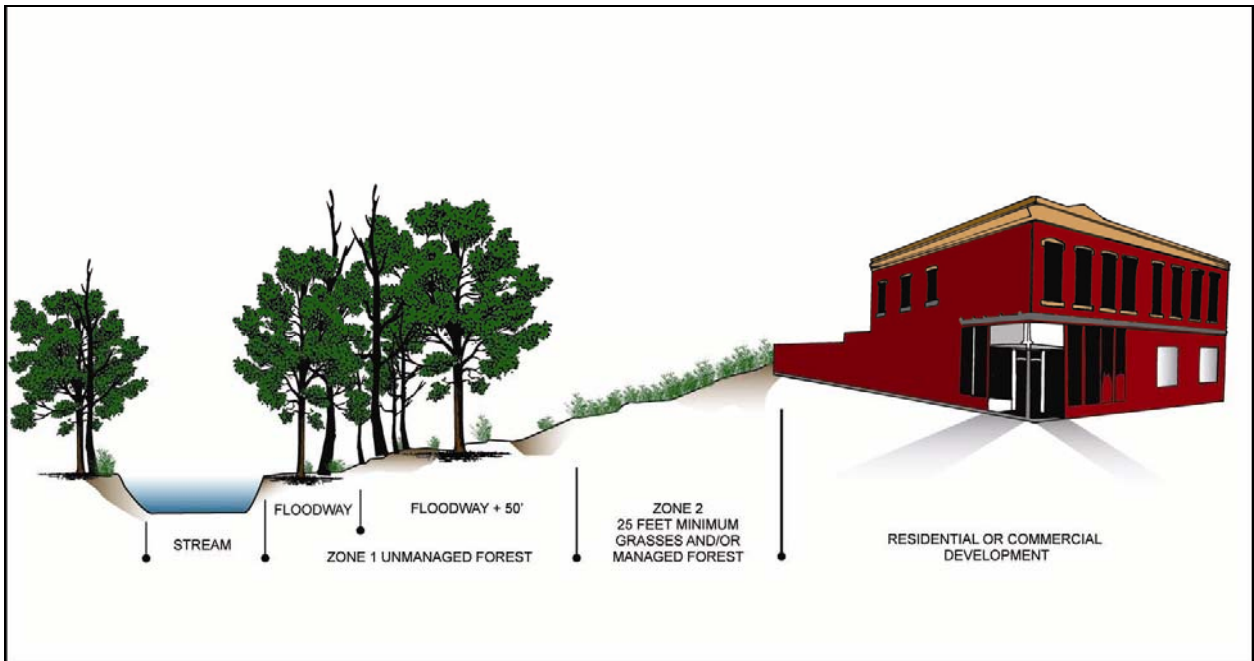 STREAM
FLOODWAY
FLOODWAY + 50'
ZONE 1 UNMANAGED FOREST
ZONE 2
25 FEET MINIMUM
GRASSES AND/OR
MANAGED FOREST
RESIDENTIAL OR COMMERCIAL
DEVELOPMENT